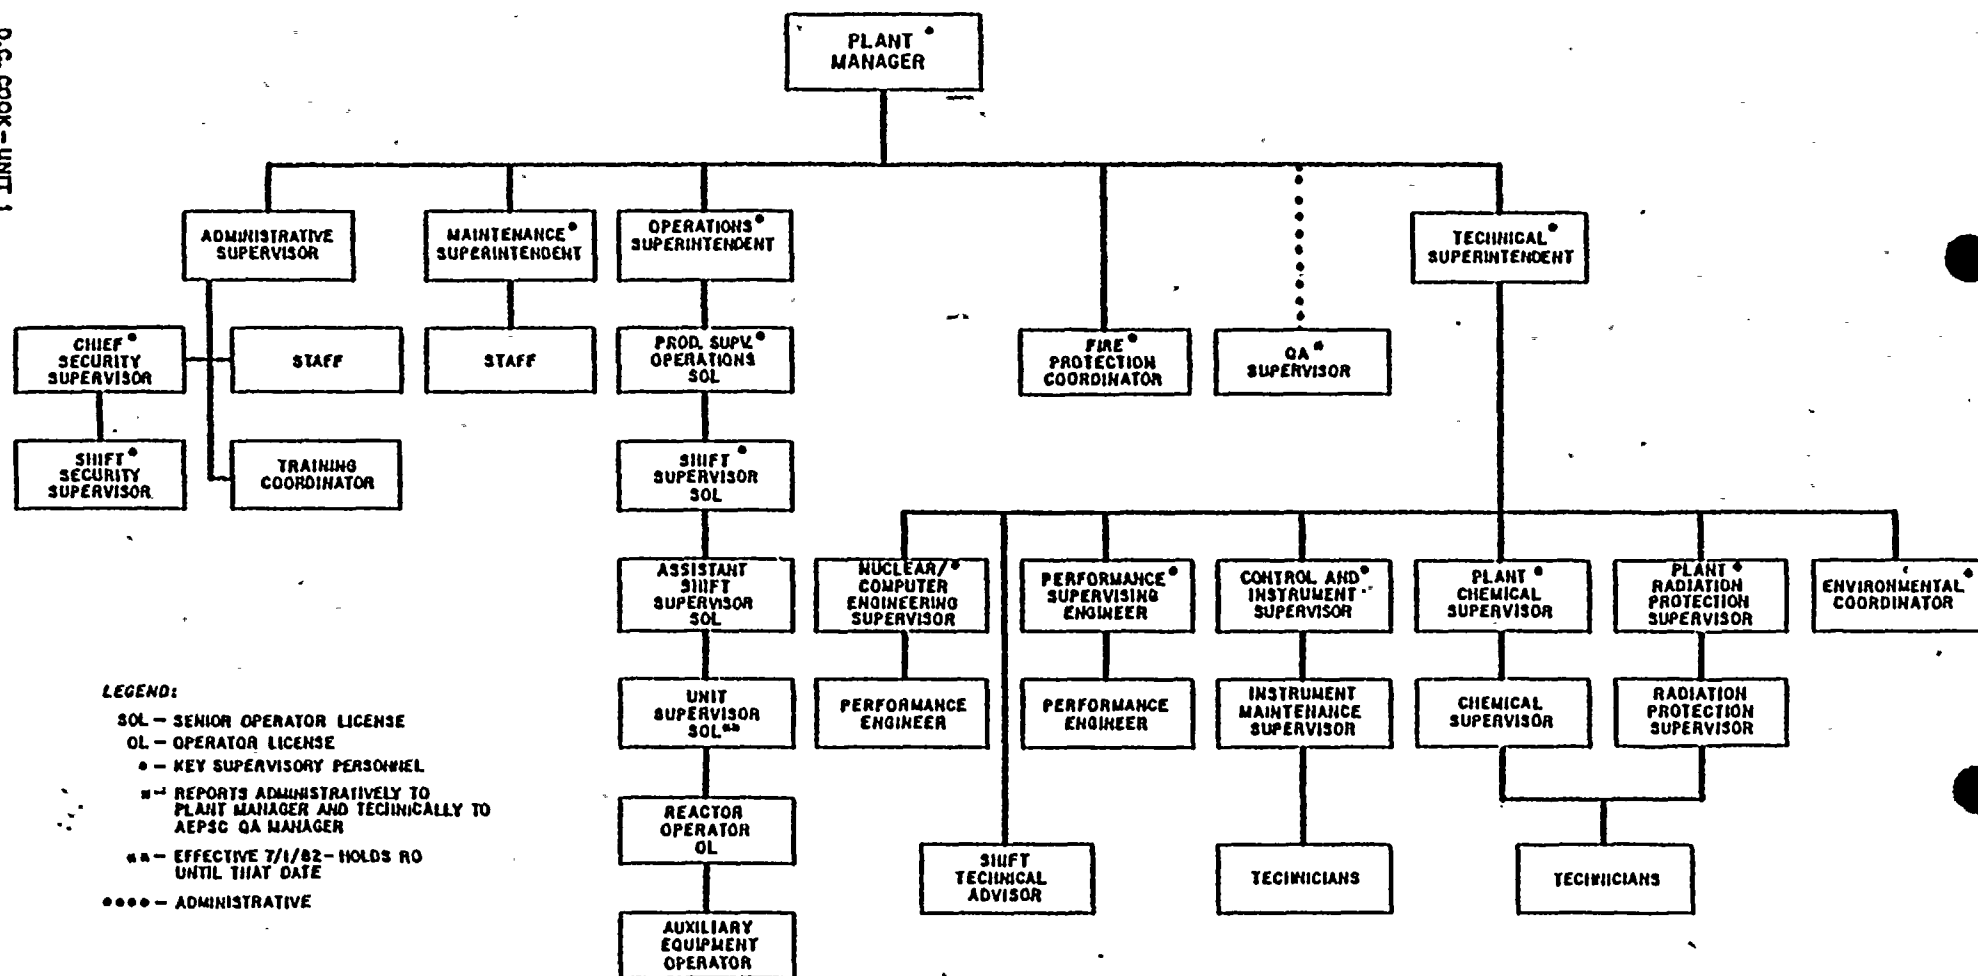 D.C. COOK - UNIT 1
PLANT •
MANAGER
ADMINISTRATIVE
SUPERVISOR
MAINTENANCE •
SUPERINTENDENT
OPERATIONS •
SUPERINTENDENT
TECHNICAL •
SUPERINTENDENT
CHIEF •
SECURITY
SUPERVISOR
STAFF
STAFF
PROD. SUPV. •
OPERATIONS
SOL
FIRE •
PROTECTION
COORDINATOR
QA *
SUPERVISOR
SHIFT •
SECURITY
SUPERVISOR
TRAINING
COORDINATOR
SHIFT •
SUPERVISOR
SOL
ASSISTANT
SHIFT
SUPERVISOR
SOL
NUCLEAR/ •
COMPUTER
ENGINEERING
SUPERVISOR
PERFORMANCE •
SUPERVISING
ENGINEER
CONTROL AND •
INSTRUMENT
SUPERVISOR
PLANT •
CHEMICAL
SUPERVISOR
PLANT •
RADIATION
PROTECTION
SUPERVISOR
ENVIRONMENTAL •
COORDINATOR
UNIT
SUPERVISOR
SOL**
PERFORMANCE
ENGINEER
PERFORMANCE
ENGINEER
INSTRUMENT
MAINTENANCE
SUPERVISOR
CHEMICAL
SUPERVISOR
RADIATION
PROTECTION
SUPERVISOR
REACTOR
OPERATOR
OL
SHIFT
TECHNICAL
ADVISOR
TECHNICIANS
TECHNICIANS
AUXILIARY
EQUIPMENT
OPERATOR
LEGEND:
SOL – SENIOR OPERATOR LICENSE
OL – OPERATOR LICENSE
• – KEY SUPERVISORY PERSONNEL
* – REPORTS ADMINISTRATIVELY TO
PLANT MANAGER AND TECHNICALLY TO
AEPSC QA MANAGER
** – EFFECTIVE 7/1/82 – HOLDS RO
UNTIL THAT DATE
•••• – ADMINISTRATIVE